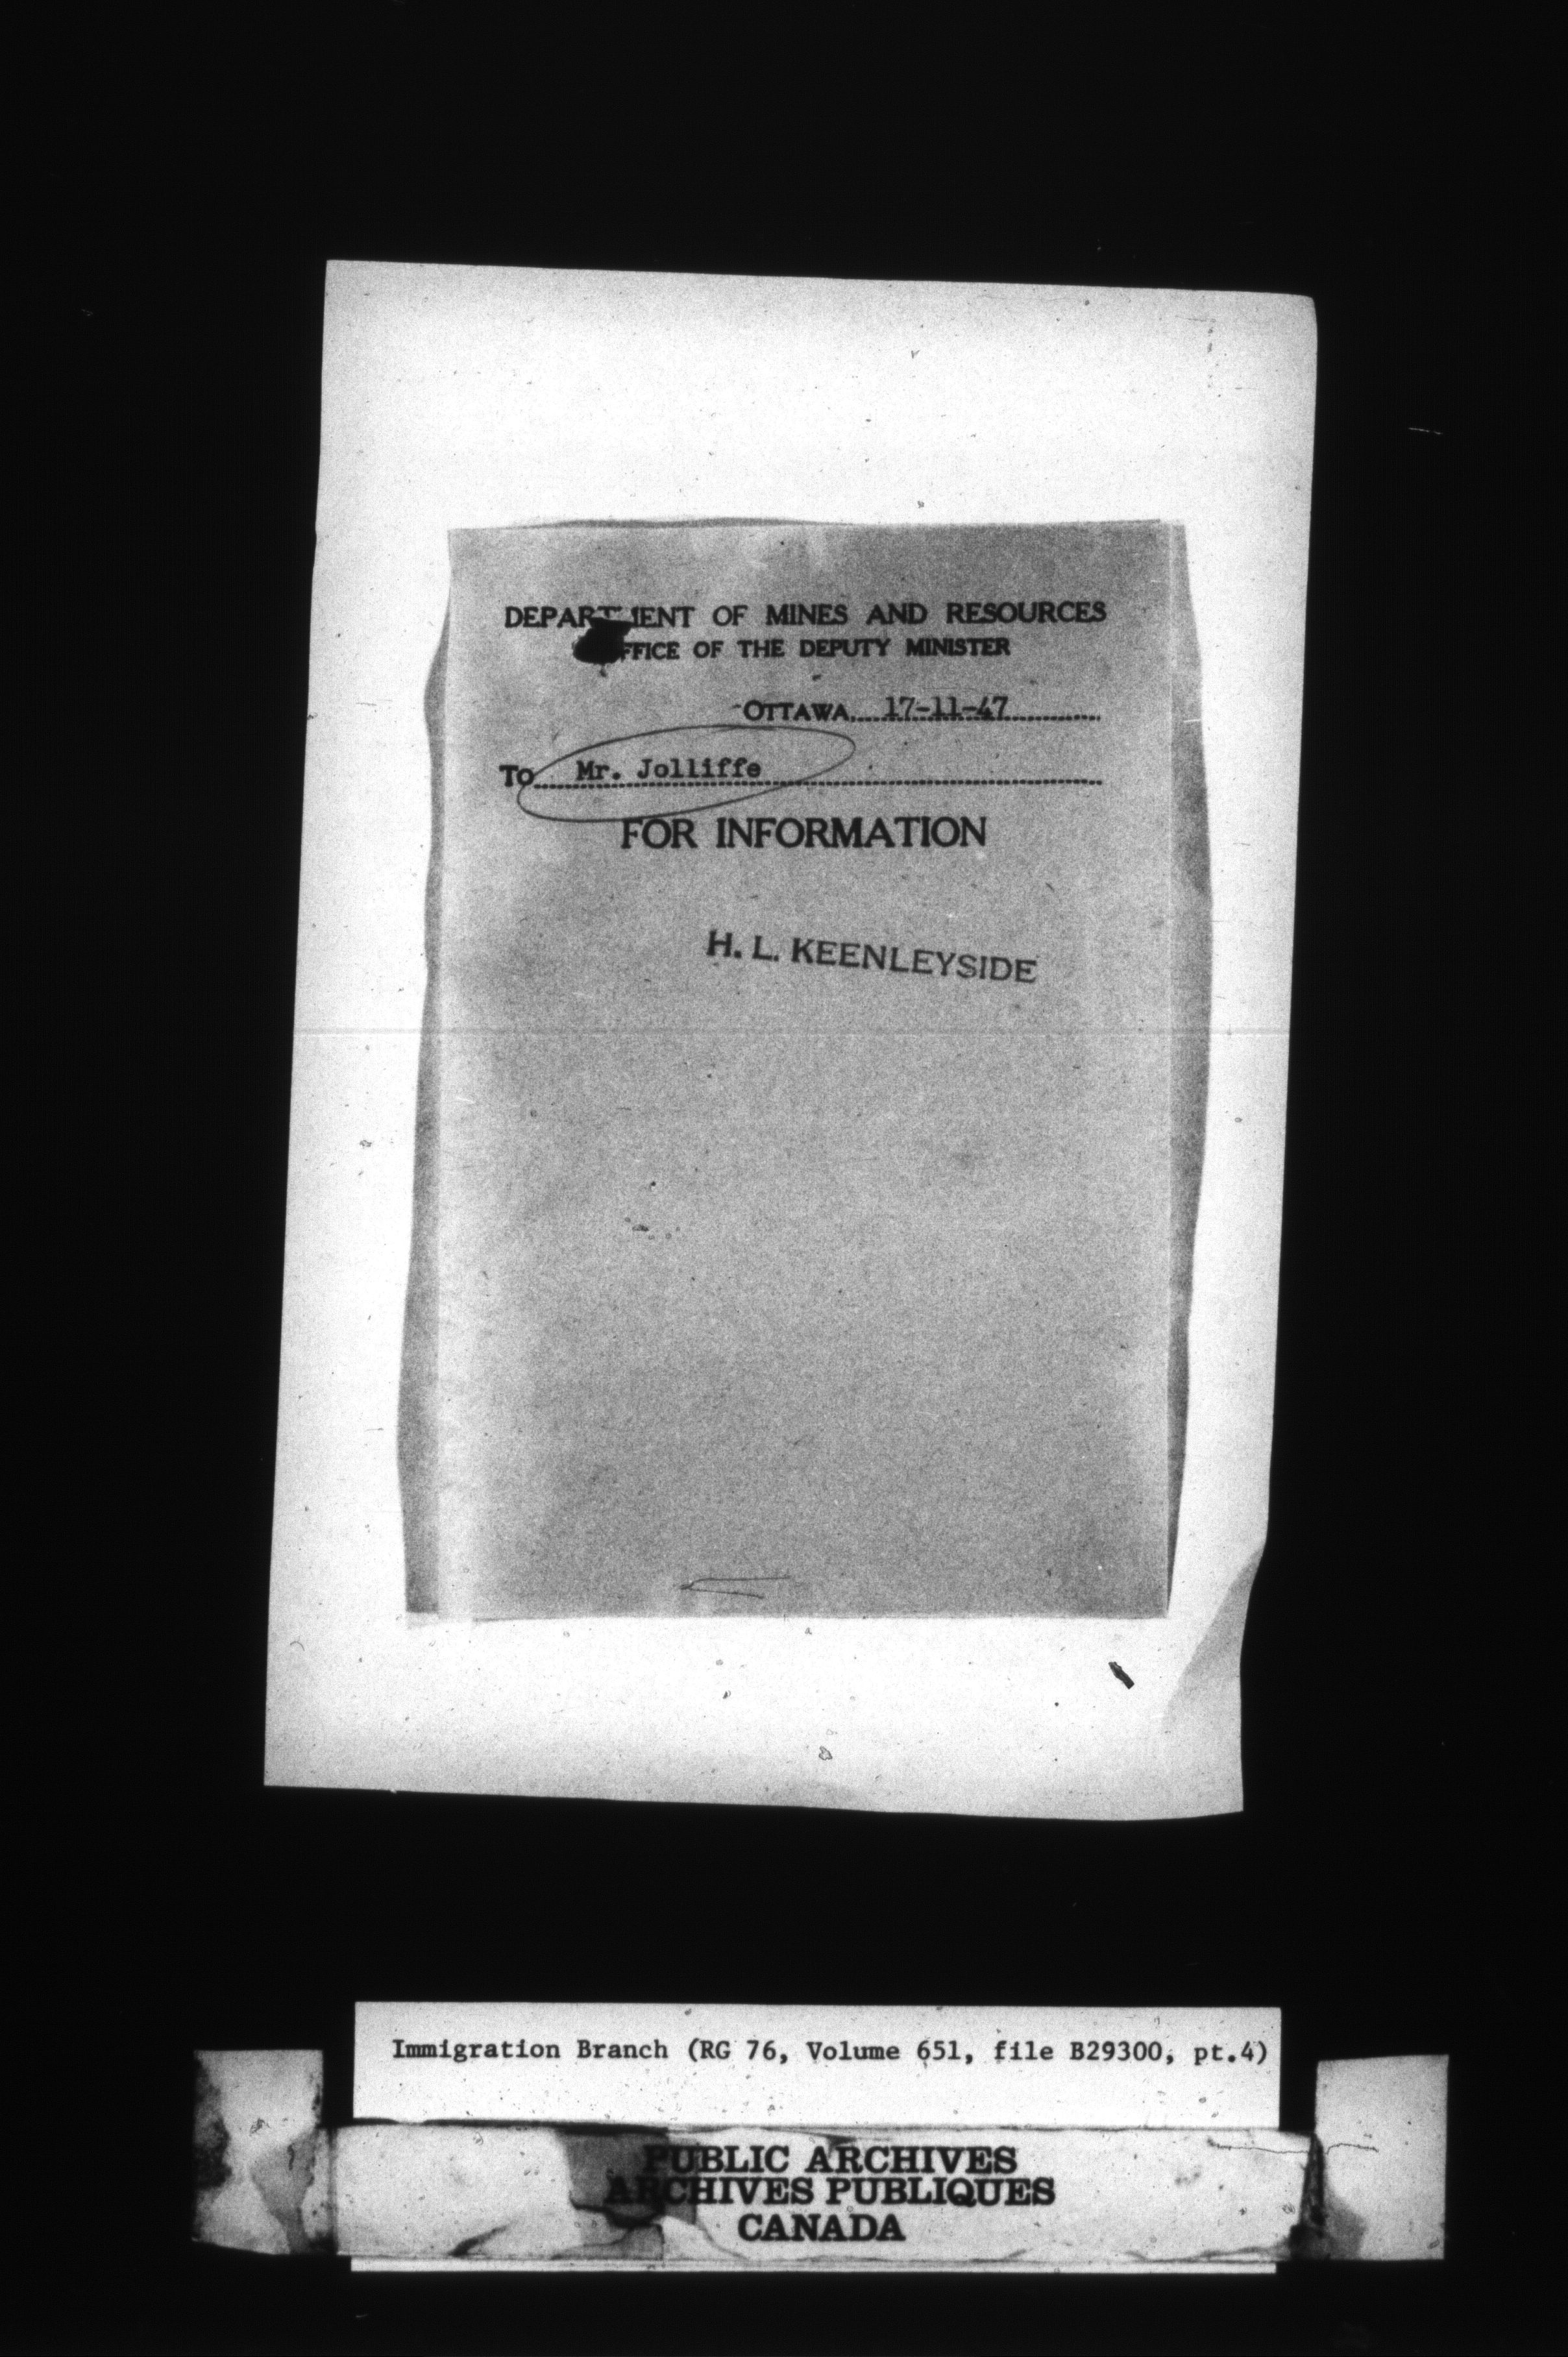 DEPARTMENT OF MINES AND RESOURCES
OFFICE OF THE DEPUTY MINISTER
OTTAWA, 17-11-47
To Mr. Jolliffe
FOR INFORMATION
H. L. KEENLEYSIDE
Immigration Branch (RG 76, Volume 651, file B29300, pt.4)
PUBLIC ARCHIVES
ARCHIVES PUBLIQUES
CANADA